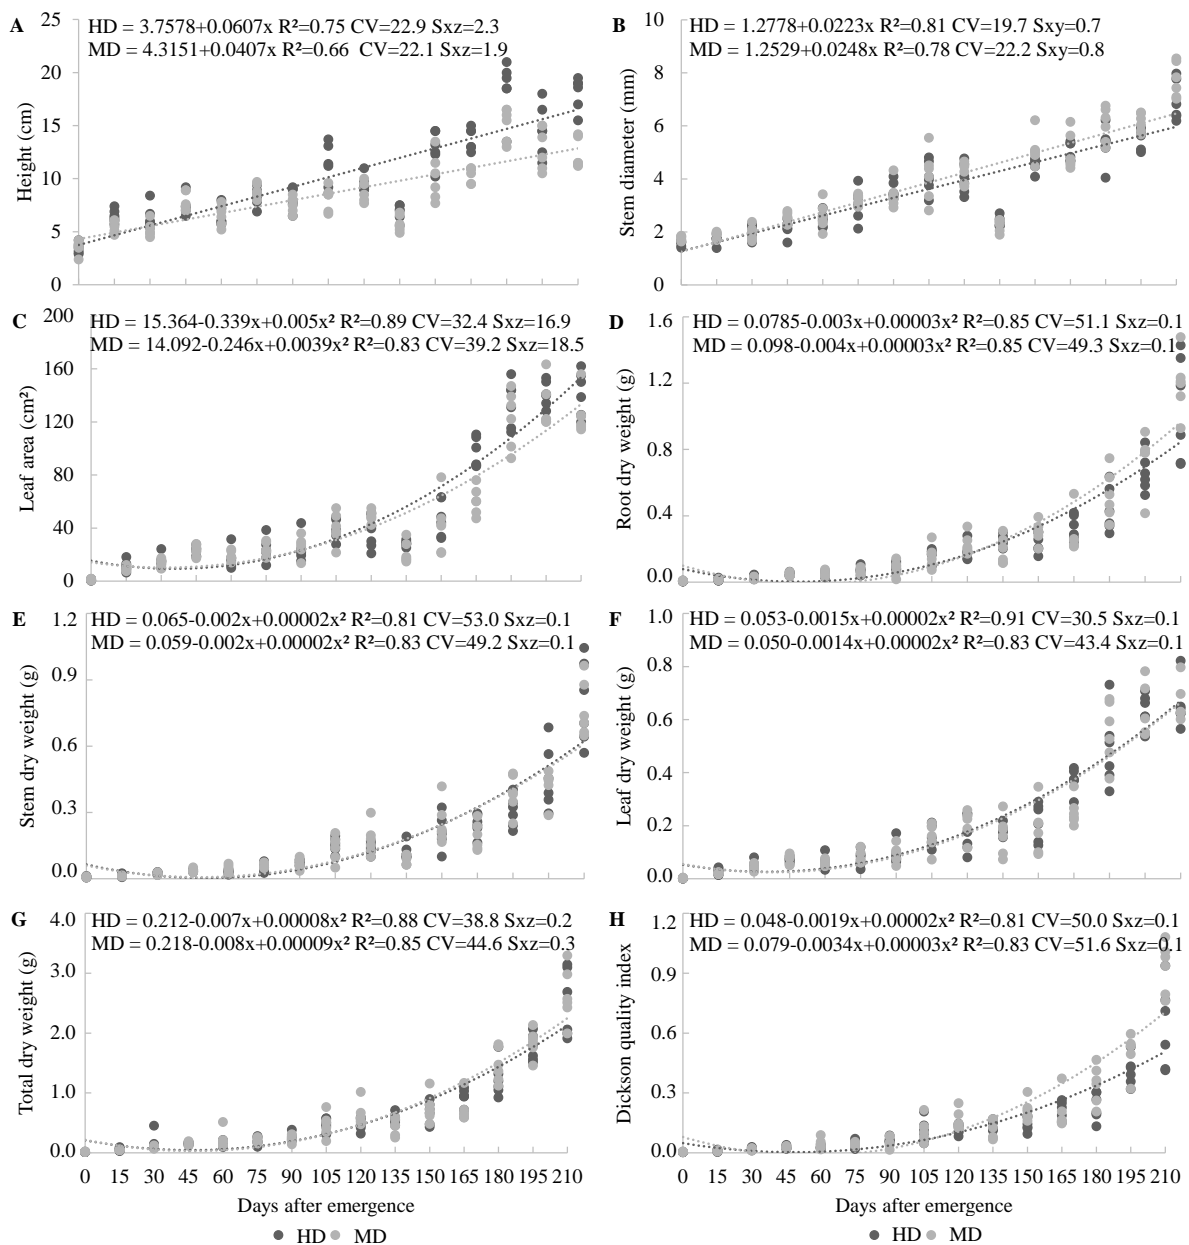 A
HD = 3.7578+0.0607x R²=0.75 CV=22.9 Sxz=2.3
MD = 4.3151+0.0407x R²=0.66 CV=22.1 Sxz=1.9
Height (cm)
25
20
15
10
5
0
B
HD = 1.2778+0.0223x R²=0.81 CV=19.7 Sxy=0.7
MD = 1.2529+0.0248x R²=0.78 CV=22.2 Sxy=0.8
Stem diameter (mm)
10
8
6
4
2
0
C
HD = 15.364-0.339x+0.005x² R²=0.89 CV=32.4 Sxz=16.9
MD = 14.092-0.246x+0.0039x² R²=0.83 CV=39.2 Sxz=18.5
Leaf area (cm²)
200
160
120
80
40
0
D
HD = 0.0785-0.003x+0.00003x² R²=0.85 CV=51.1 Sxz=0.1
MD = 0.098-0.004x+0.00003x² R²=0.85 CV=49.3 Sxz=0.1
Root dry weight (g)
1.6
1.2
0.8
0.4
0.0
E
HD = 0.065-0.002x+0.00002x² R²=0.81 CV=53.0 Sxz=0.1
MD = 0.059-0.002x+0.00002x² R²=0.83 CV=49.2 Sxz=0.1
Stem dry weight (g)
1.2
0.9
0.6
0.3
0.0
F
HD = 0.053-0.0015x+0.00002x² R²=0.91 CV=30.5 Sxz=0.1
MD = 0.050-0.0014x+0.00002x² R²=0.83 CV=43.4 Sxz=0.1
Leaf dry weight (g)
1.0
0.8
0.6
0.4
0.2
0.0
G
HD = 0.212-0.007x+0.00008x² R²=0.88 CV=38.8 Sxz=0.2
MD = 0.218-0.008x+0.00009x² R²=0.85 CV=44.6 Sxz=0.3
Total dry weight (g)
4.0
3.0
2.0
1.0
0.0
0 15 30 45 60 75 90 105 120 135 150 165 180 195 210
Days after emergence
HD MD
H
HD = 0.048-0.0019x+0.00002x² R²=0.81 CV=50.0 Sxz=0.1
MD = 0.079-0.0034x+0.00003x² R²=0.83 CV=51.6 Sxz=0.1
Dickson quality index
1.2
0.9
0.6
0.3
0.0
0 15 30 45 60 75 90 105 120 135 150 165 180 195 210
Days after emergence
HD MD